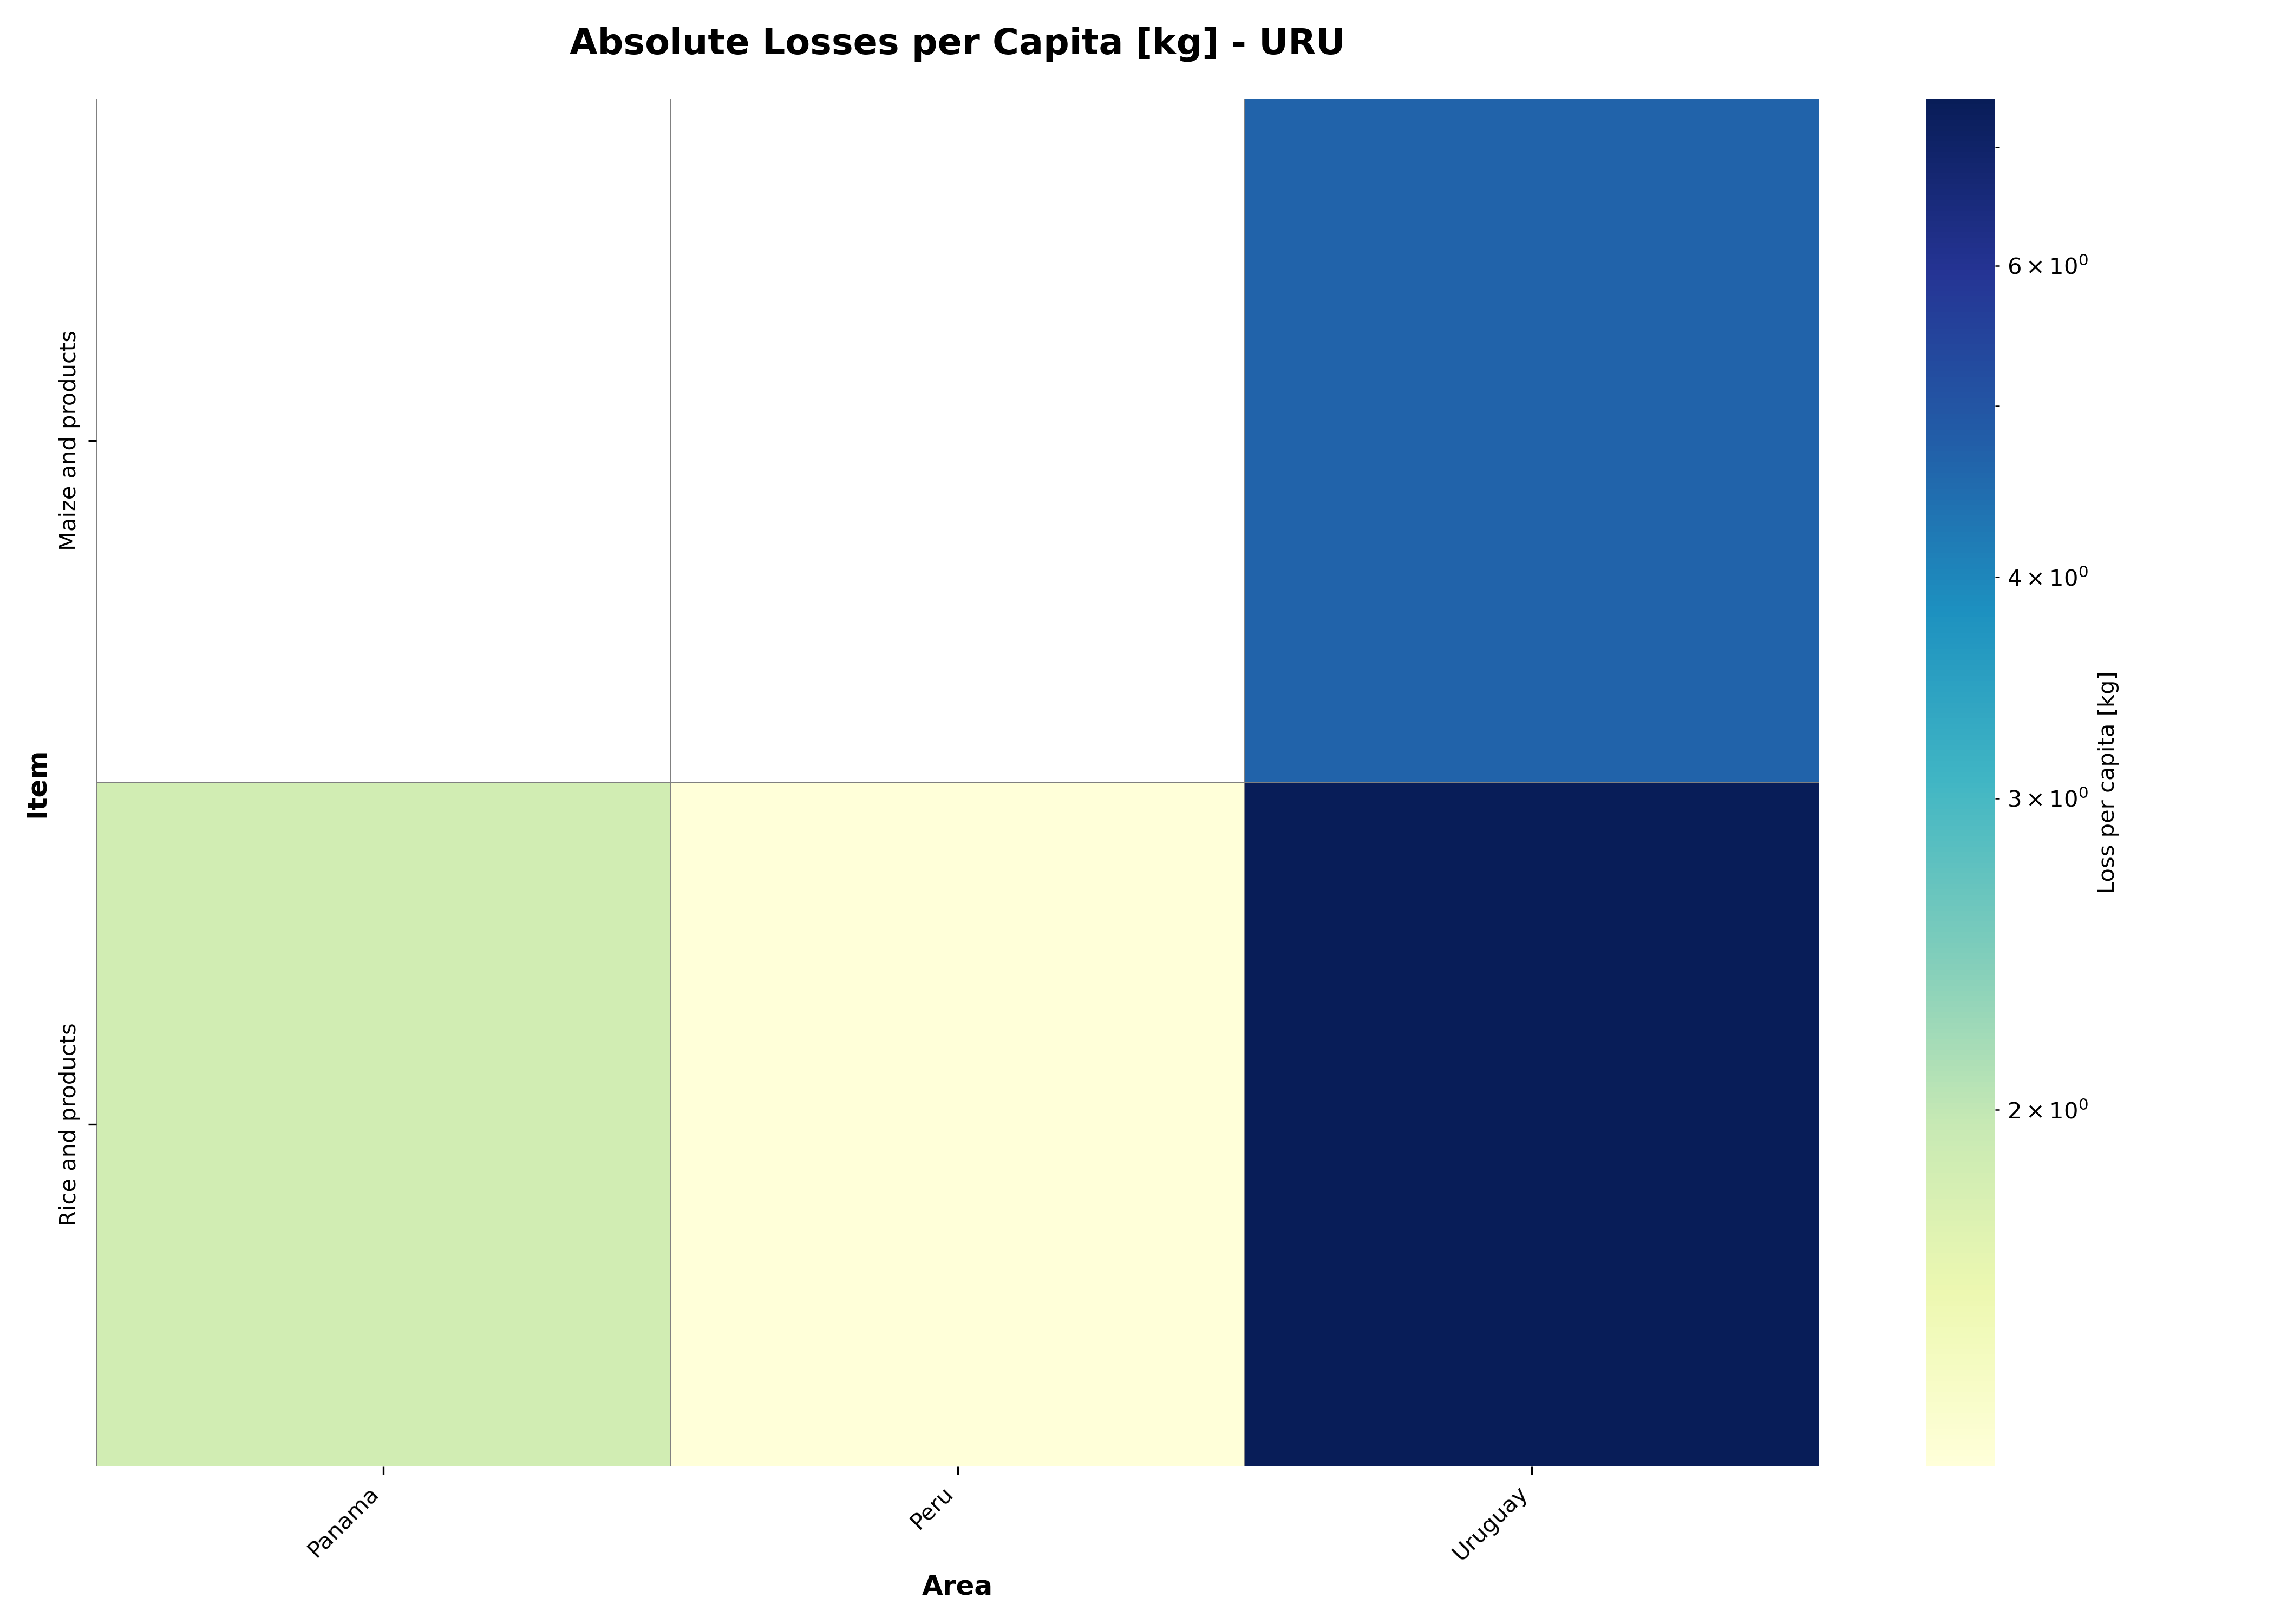 Absolute Losses per Capita [kg] - URU
Item
Maize and products
Rice and products
Panama
Peru
Uruguay
Area
6 × 10⁰
4 × 10⁰
3 × 10⁰
2 × 10⁰
Loss per capita [kg]